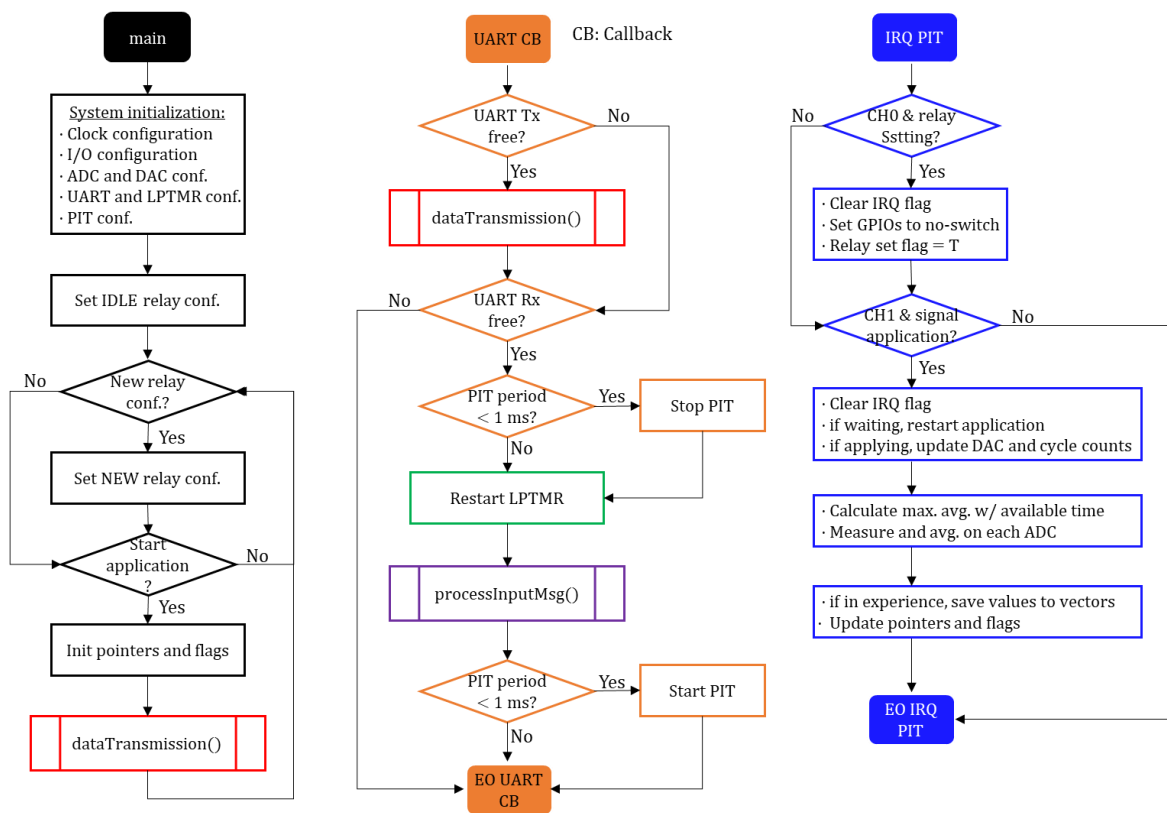 main
System initialization:
· Clock configuration
· I/O configuration
· ADC and DAC conf.
· UART and LPTMR conf.
· PIT conf.
Set IDLE relay conf.
New relay
conf.?
No
Yes
Set NEW relay conf.
Start
application
?
No
Yes
Init pointers and flags
dataTransmission()
UART CB
CB: Callback
UART Tx
free?
No
Yes
dataTransmission()
UART Rx
free?
No
Yes
PIT period
< 1 ms?
Yes
Stop PIT
No
Restart LPTMR
processInputMsg()
PIT period
< 1 ms?
Yes
Start PIT
No
EO UART
CB
IRQ PIT
CH0 & relay
Sstting?
No
Yes
· Clear IRQ flag
· Set GPIOs to no-switch
· Relay set flag = T
CH1 & signal
application?
No
Yes
· Clear IRQ flag
· if waiting, restart application
· if applying, update DAC and cycle counts
· Calculate max. avg. w/ available time
· Measure and avg. on each ADC
· if in experience, save values to vectors
· Update pointers and flags
EO IRQ
PIT